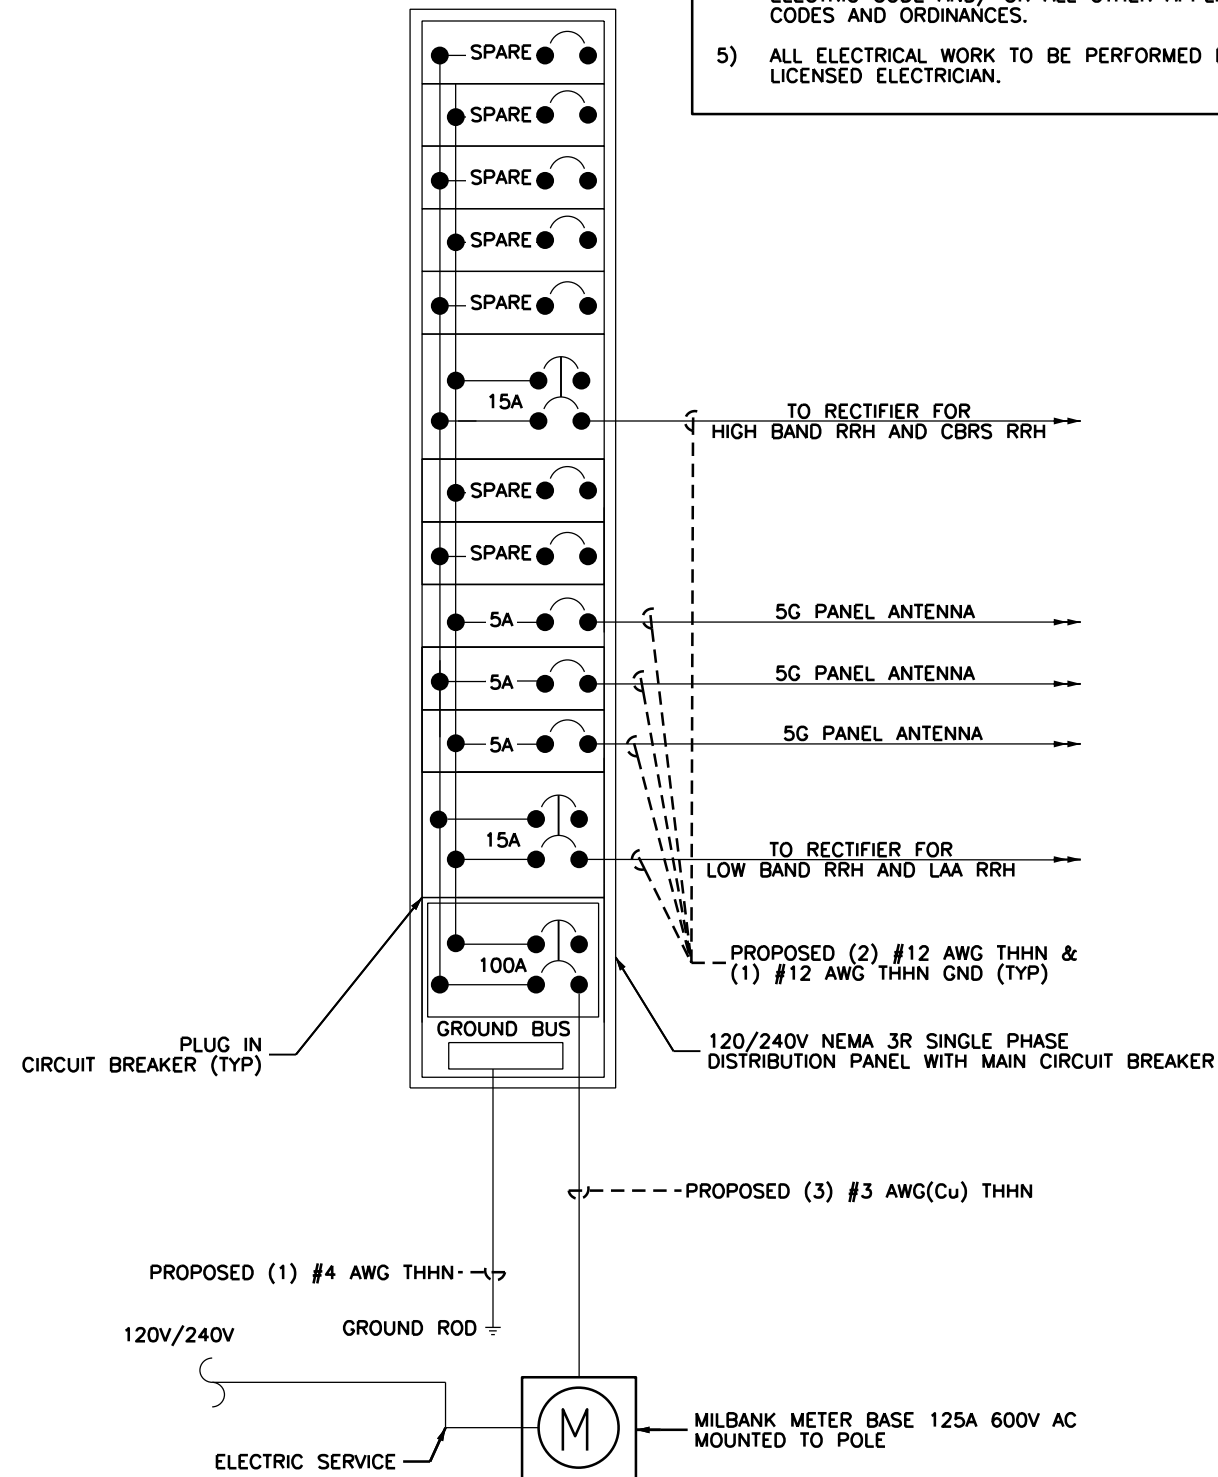 CODES AND ORDINANCES.
5) ALL ELECTRICAL WORK TO BE PERFORMED
LICENSED ELECTRICIAN.
SPARE
SPARE
SPARE
SPARE
SPARE
15A
TO RECTIFIER FOR
HIGH BAND RRH AND CBRS RRH
SPARE
SPARE
5A
5G PANEL ANTENNA
5A
5G PANEL ANTENNA
5A
5G PANEL ANTENNA
15A
TO RECTIFIER FOR
LOW BAND RRH AND LAA RRH
100A
PROPOSED (2) #12 AWG THHN &
(1) #12 AWG THHN GND (TYP)
GROUND BUS
PLUG IN
CIRCUIT BREAKER (TYP)
120/240V NEMA 3R SINGLE PHASE
DISTRIBUTION PANEL WITH MAIN CIRCUIT BREAKER
PROPOSED (3) #3 AWG(Cu) THHN
PROPOSED (1) #4 AWG THHN
GROUND ROD
120V/240V
M
MILBANK METER BASE 125A 600V AC
MOUNTED TO POLE
ELECTRIC SERVICE